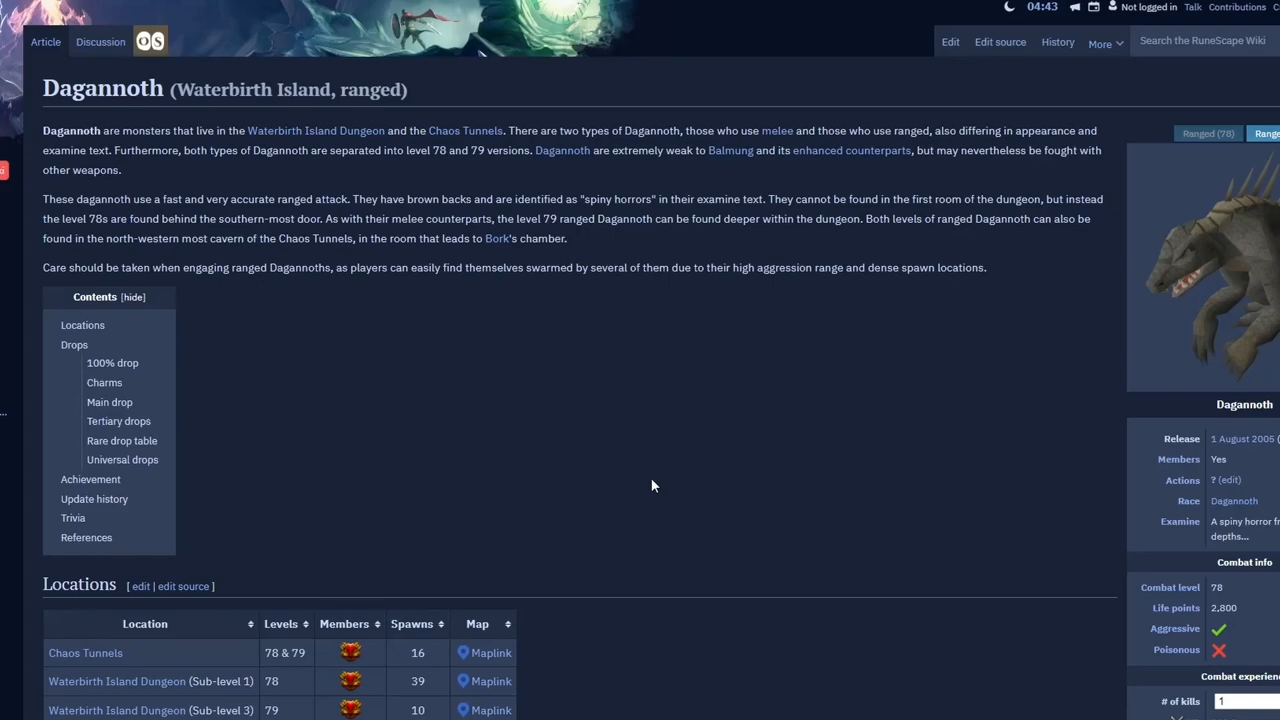 04:43 Not logged in Talk Contributions
Article Discussion OS Edit Edit source History More Search the RuneScape Wiki
Dagannoth (Waterbirth Island, ranged)
Dagannoth are monsters that live in the Waterbirth Island Dungeon and the Chaos Tunnels. There are two types of Dagannoth, those who use melee and those who use ranged, also differing in appearance and
examine text. Furthermore, both types of Dagannoth are separated into level 78 and 79 versions. Dagannoth are extremely weak to Balmung and its enhanced counterparts, but may nevertheless be fought with
other weapons.
These dagannoth use a fast and very accurate ranged attack. They have brown backs and are identified as "spiny horrors" in their examine text. They cannot be found in the first room of the dungeon, but instead
the level 78s are found behind the southern-most door. As with their melee counterparts, the level 79 ranged Dagannoth can be found deeper within the dungeon. Both levels of ranged Dagannoth can also be
found in the north-western most cavern of the Chaos Tunnels, in the room that leads to Bork's chamber.
Care should be taken when engaging ranged Dagannoths, as players can easily find themselves swarmed by several of them due to their high aggression range and dense spawn locations.
Contents [hide]
Locations
Drops
100% drop
Charms
Main drop
Tertiary drops
Rare drop table
Universal drops
Achievement
Update history
Trivia
References
Locations [ edit | edit source ]
Location Levels Members Spawns Map
Chaos Tunnels 78 & 79 16 Maplink
Waterbirth Island Dungeon (Sub-level 1) 78 39 Maplink
Waterbirth Island Dungeon (Sub-level 3) 79 10 Maplink
Ranged (78) Range
Dagannoth
Release 1 August 2005 (
Members Yes
Actions ? (edit)
Race Dagannoth
Examine A spiny horror f
depths...
Combat info
Combat level 78
Life points 2,800
Aggressive
Poisonous
Combat experien
# of kills 1